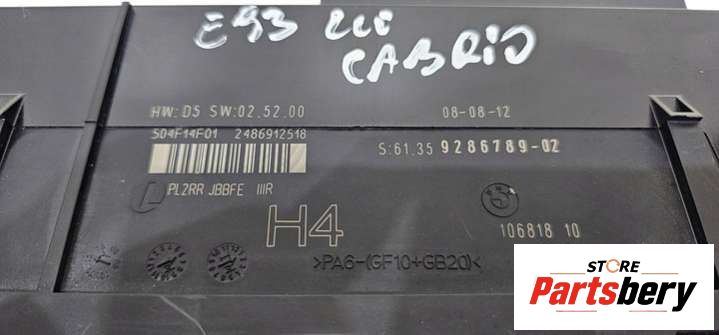 E93 LCI
CABRIO
HW: D5 SW:02.52.00
08-08-12
504F14F01 2486912518
S:61.35 9286789-02
L PL2RR JBBFE IIIR
H4
106818 10
>PA6-(GF10+GB20)<
STORE
Partsbery